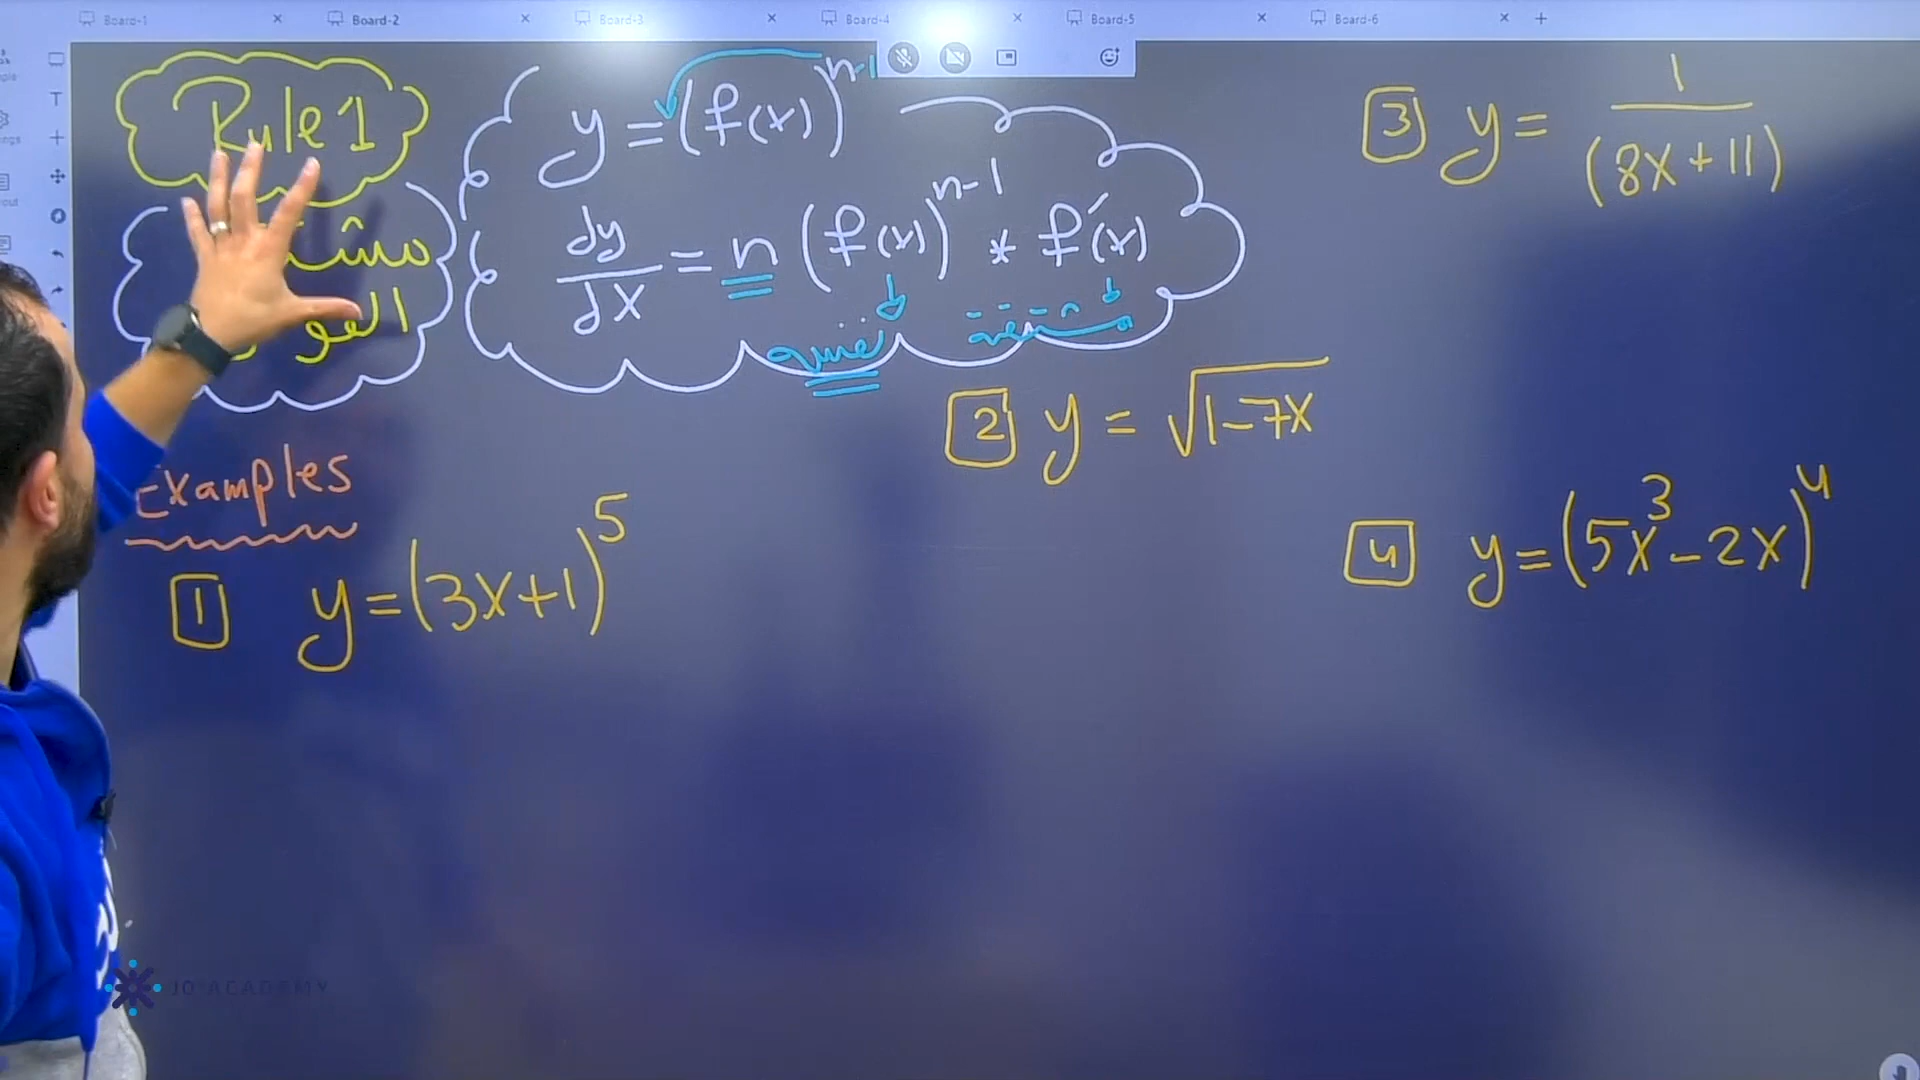 Board-1
Board-2
Board-3
Board-4
Board-5
Board-6
Rule 1
y = (f(x))^n-1
dy/dx = n (f(x))^n-1 * f′(x)
Examples
1 y = (3x+1)^5
2 y = √1-7x
3 y = 1/(8x+11)
4 y = (5x^3 - 2x)^4
JO ACADEMY